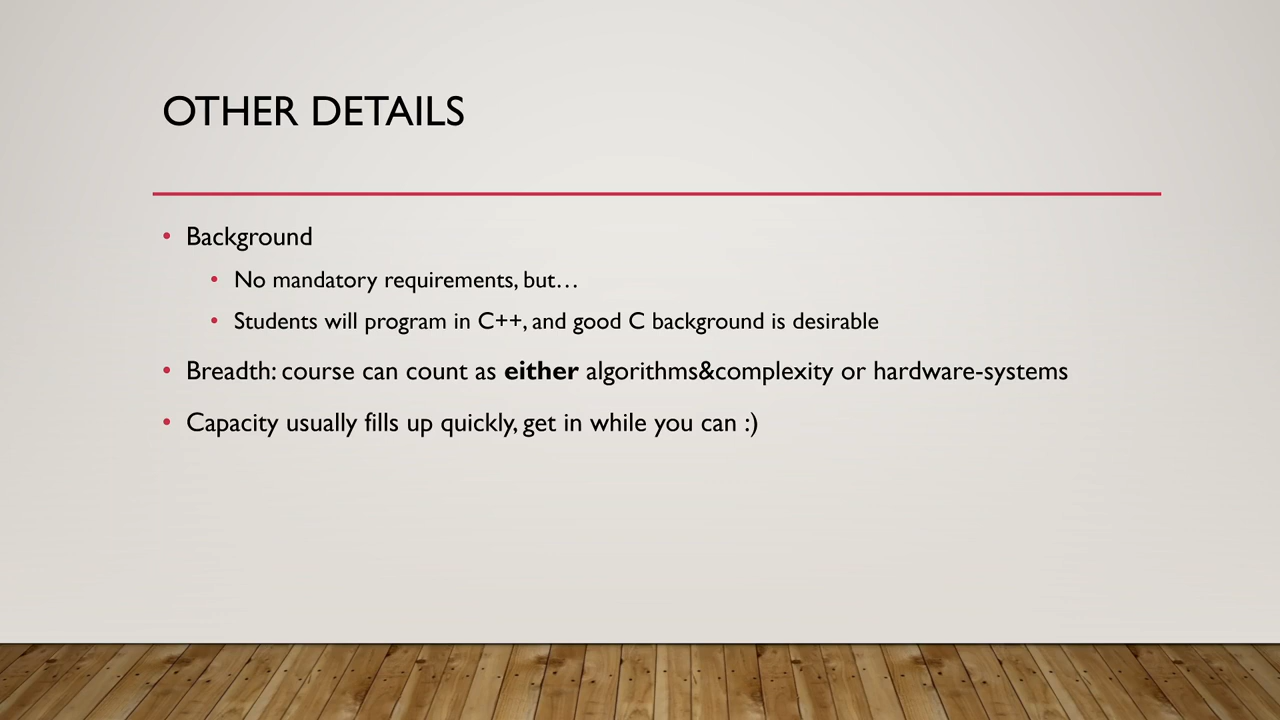 OTHER DETAILS
• Background
• No mandatory requirements, but…
• Students will program in C++, and good C background is desirable
• Breadth: course can count as either algorithms&complexity or hardware-systems
• Capacity usually fills up quickly, get in while you can :)